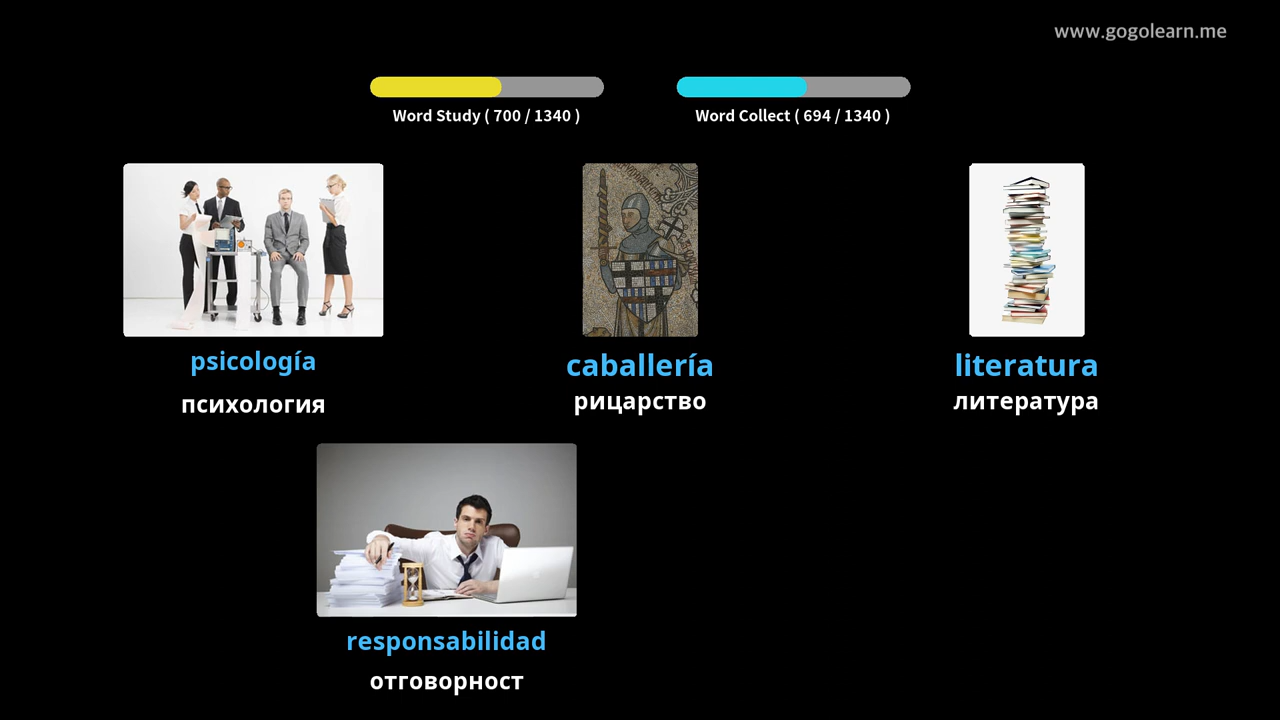 www.gogolearn.me
Word Study ( 700 / 1340 )
Word Collect ( 694 / 1340 )
psicología
caballería
literatura
психология
рицарство
литература
responsabilidad
отговорност